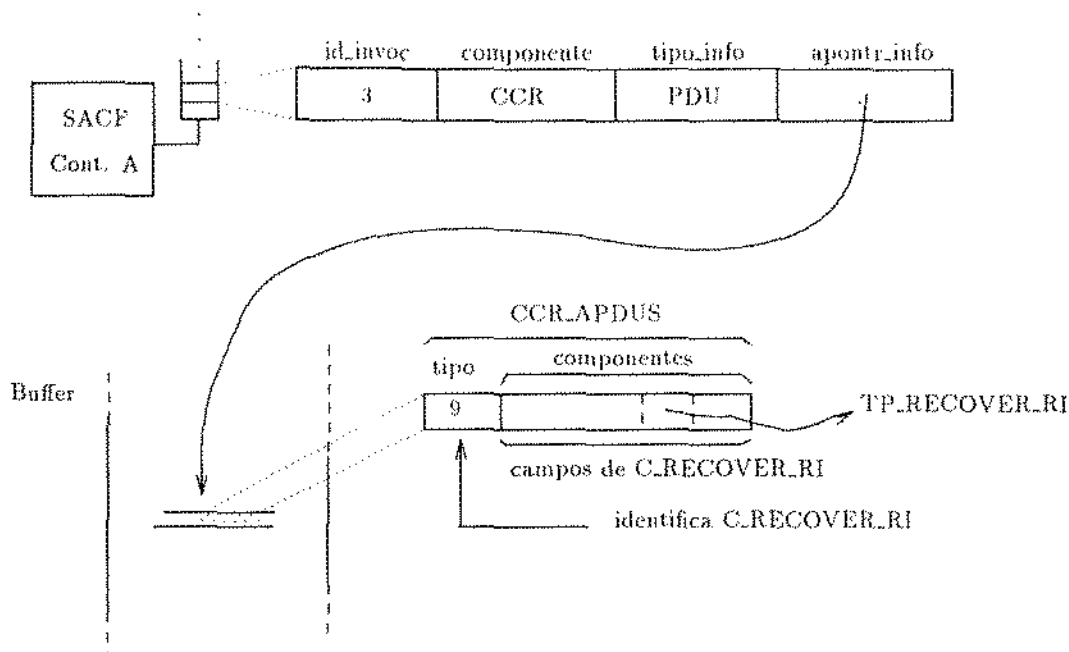 id_invoc componente tipo_info apontr_info
3 CCR PDU
SACF
Cont. A
CCR_APDUS
tipo componentes
Buffer
9
TP_RECOVER_RI
campos de C_RECOVER_RI
identifica C_RECOVER_RI